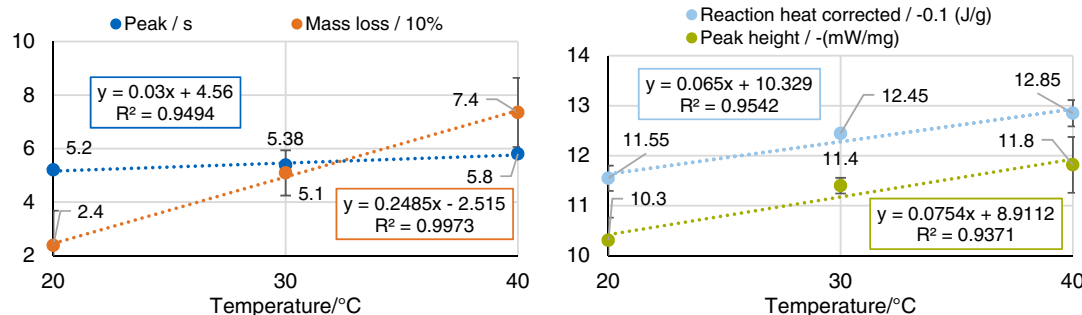 Peak / s
Mass loss / 10%
10
8
6
4
2
y = 0.03x + 4.56
R² = 0.9494
7.4
5.2
5.38
5.8
5.1
2.4
y = 0.2485x - 2.515
R² = 0.9973
20
30
40
Temperature/°C
Reaction heat corrected / -0.1 (J/g)
Peak height / -(mW/mg)
14
13
12
11
10
y = 0.065x + 10.329
R² = 0.9542
12.45
12.85
11.55
11.4
11.8
10.3
y = 0.0754x + 8.9112
R² = 0.9371
20
30
40
Temperature/°C